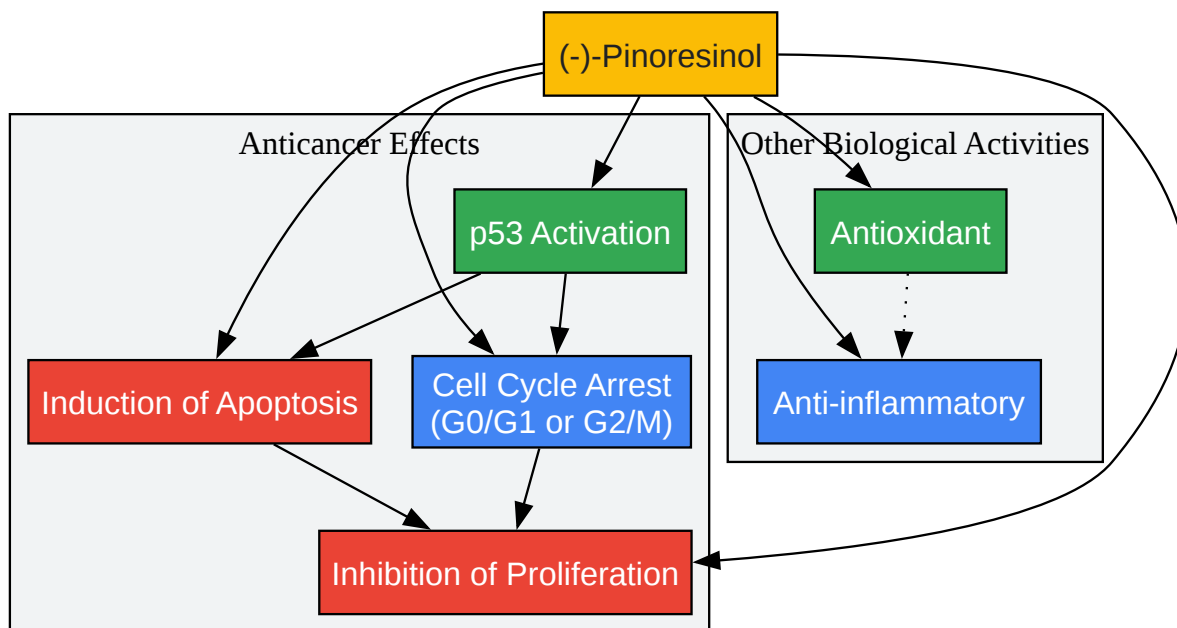 (-)-Pinoresinol
Anticancer Effects
Other Biological Activities
p53 Activation
Antioxidant
Induction of Apoptosis
Cell Cycle Arrest
(G0/G1 or G2/M)
Anti-inflammatory
Inhibition of Proliferation